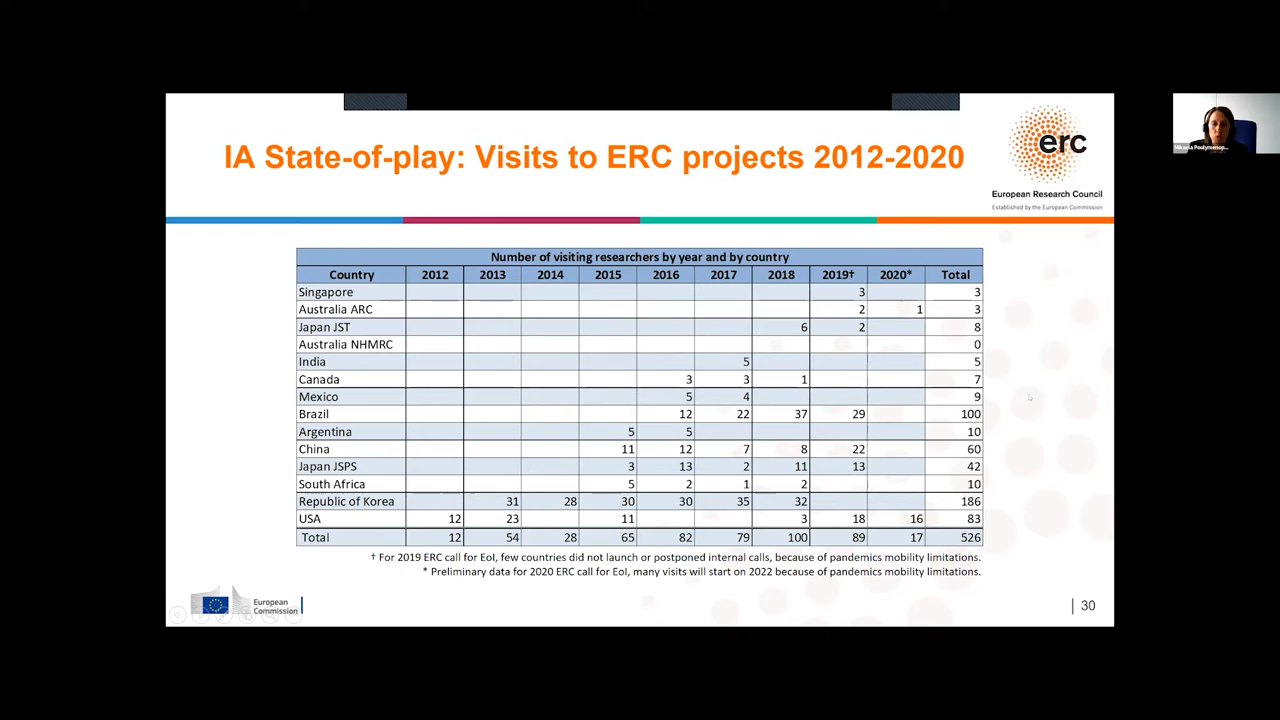 IA State-of-play: Visits to ERC projects 2012-2020
erc
European Research Council
Established by the European Commission
Number of visiting researchers by year and by country
Country 2012 2013 2014 2015 2016 2017 2018 2019† 2020* Total
Singapore 3 3
Australia ARC 2 1 3
Japan JST 6 2 8
Australia NHMRC 0
India 5 5
Canada 3 3 1 7
Mexico 5 4 9
Brazil 12 22 37 29 100
Argentina 5 5 10
China 11 12 7 8 22 60
Japan JSPS 3 13 2 11 13 42
South Africa 5 2 1 2 10
Republic of Korea 31 28 30 30 35 32 186
USA 12 23 11 3 18 16 83
Total 12 54 28 65 82 79 100 89 17 526
† For 2019 ERC call for EoI, few countries did not launch or postponed internal calls, because of pandemics mobility limitations.
* Preliminary data for 2020 ERC call for EoI, many visits will start on 2022 because of pandemics mobility limitations.
European
Commission
30